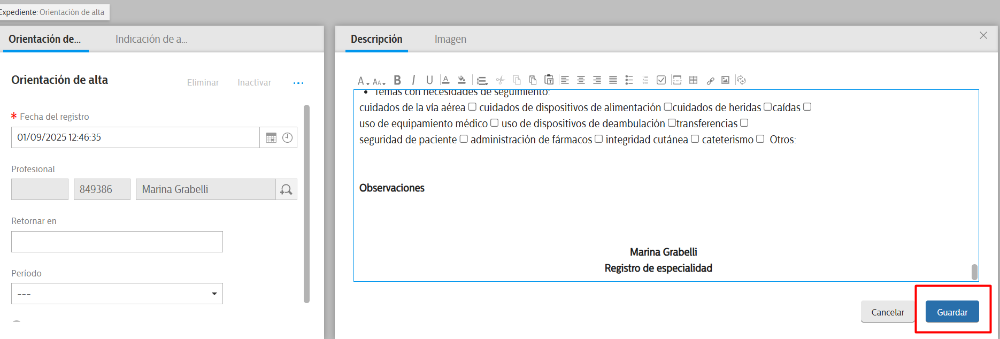 Expediente: Orientación de alta
Orientación de...
Indicación de a...
Orientación de alta
Eliminar
Inactivar
...
* Fecha del registro
01/09/2025 12:46:35
Profesional
849386
Marina Grabelli
Retornar en
Período
---
Descripción
Imagen
• Temas con necesidades de seguimiento:
cuidados de la vía aérea ☐ cuidados de dispositivos de alimentación ☐cuidados de heridas ☐caídas ☐
uso de equipamiento médico ☐ uso de dispositivos de deambulación ☐transferencias ☐
seguridad de paciente ☐ administración de fármacos ☐ integridad cutánea ☐ cateterismo ☐ Otros:
Observaciones
Marina Grabelli
Registro de especialidad
Cancelar
Guardar